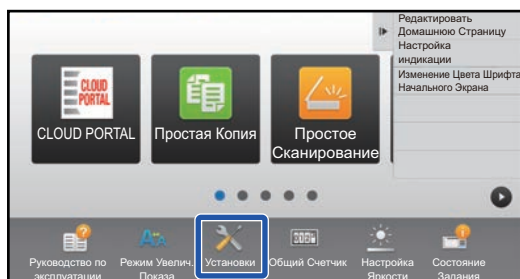 Редактировать
Домашнюю Страницу
Настройка
индикации
Изменение Цвета Шрифта
Начального Экрана
CLOUD
PORTAL
CLOUD PORTAL
Простая Копия
Простое
Сканирование
Руководство по
эксплуатации
Режим Увелич.
Показа
Установки
Общий Счетчик
Настройка
Яркости
Состояние
Задания